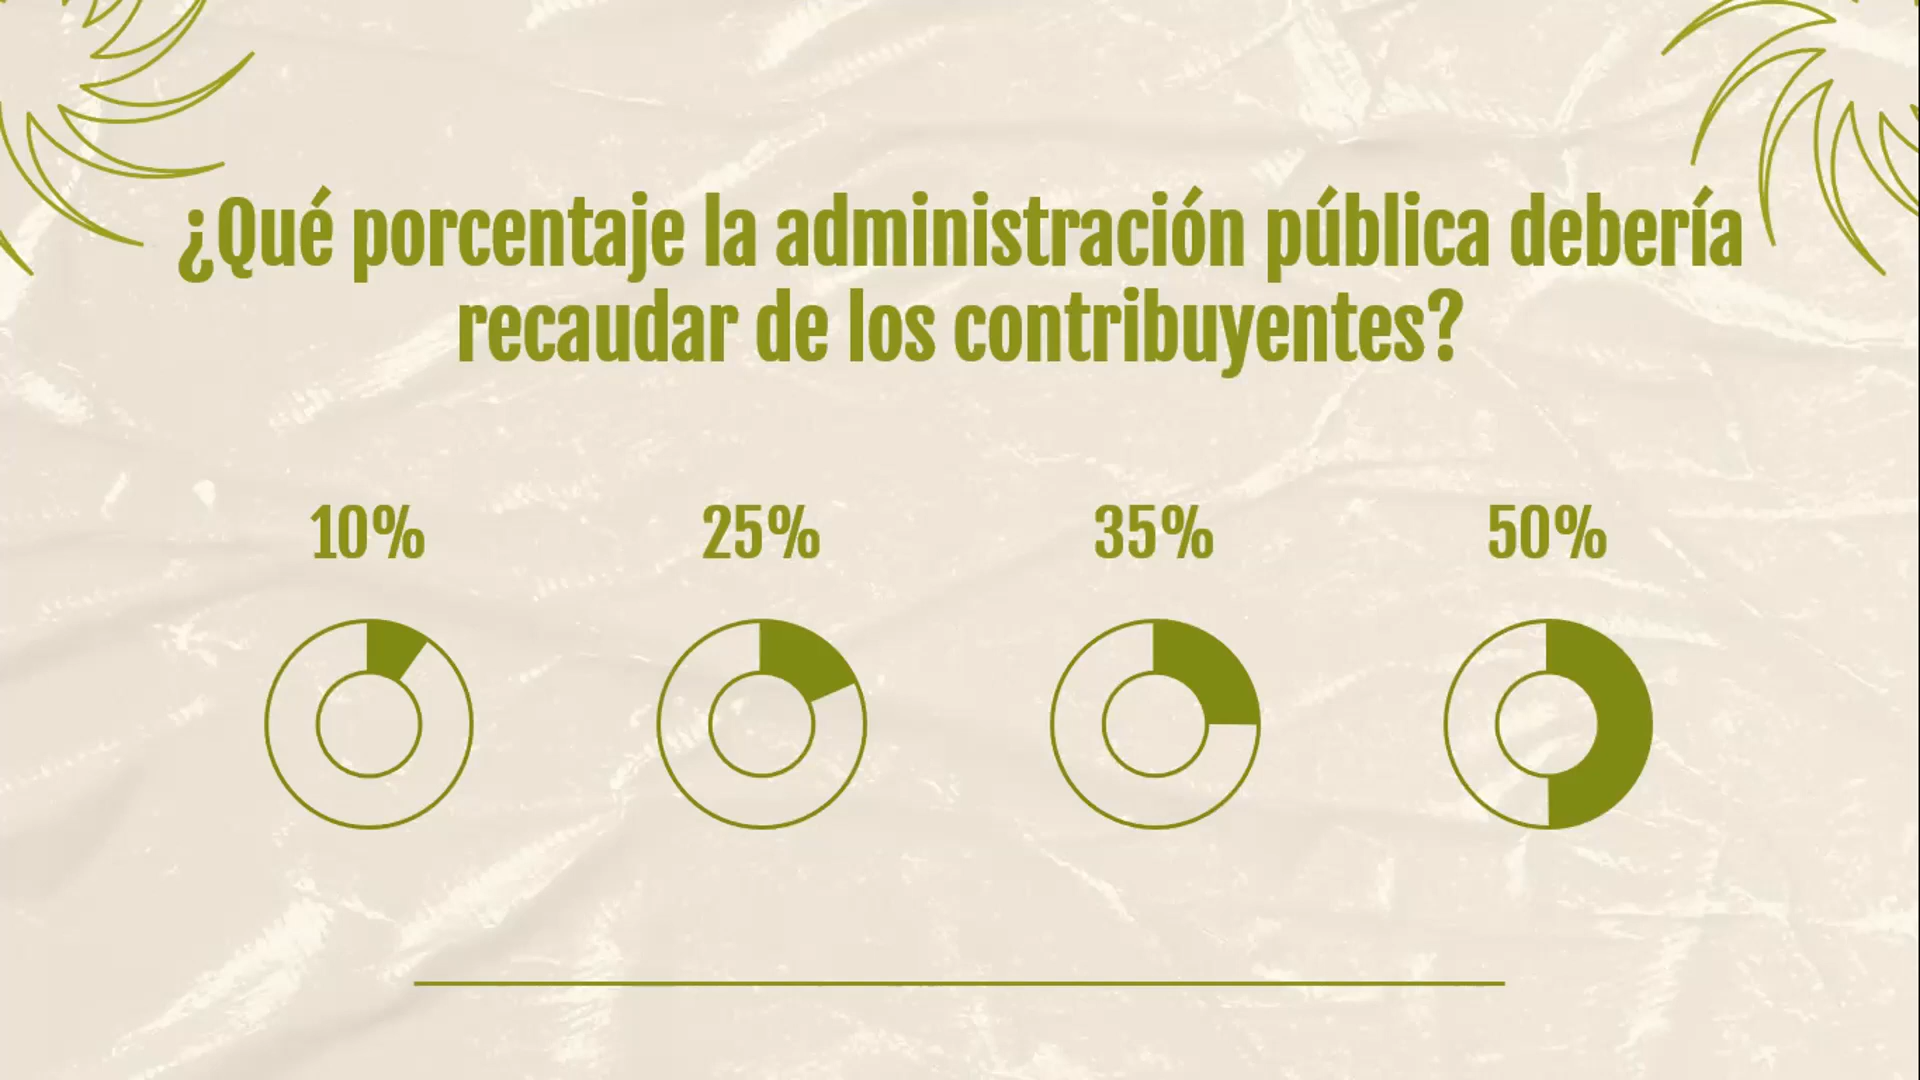 ¿Qué porcentaje la administración pública debería
recaudar de los contribuyentes?
10% 25% 35% 50%